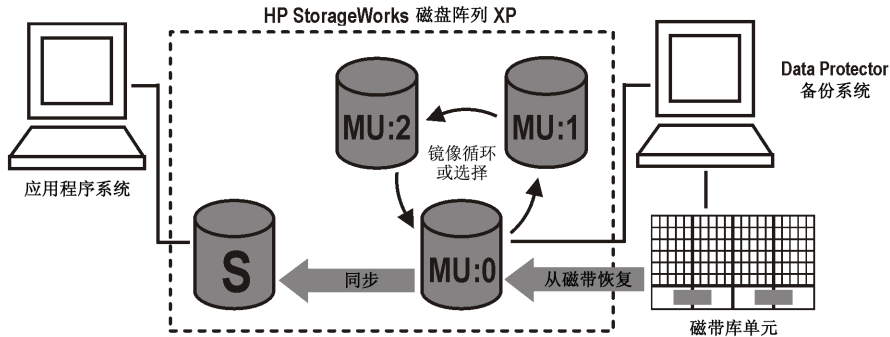 HP StorageWorks 磁盘阵列 XP
Data Protector
备份系统
MU:2
MU:1
镜像循环
或选择
应用程序系统
S
同步
MU:0
从磁带恢复
磁带库单元